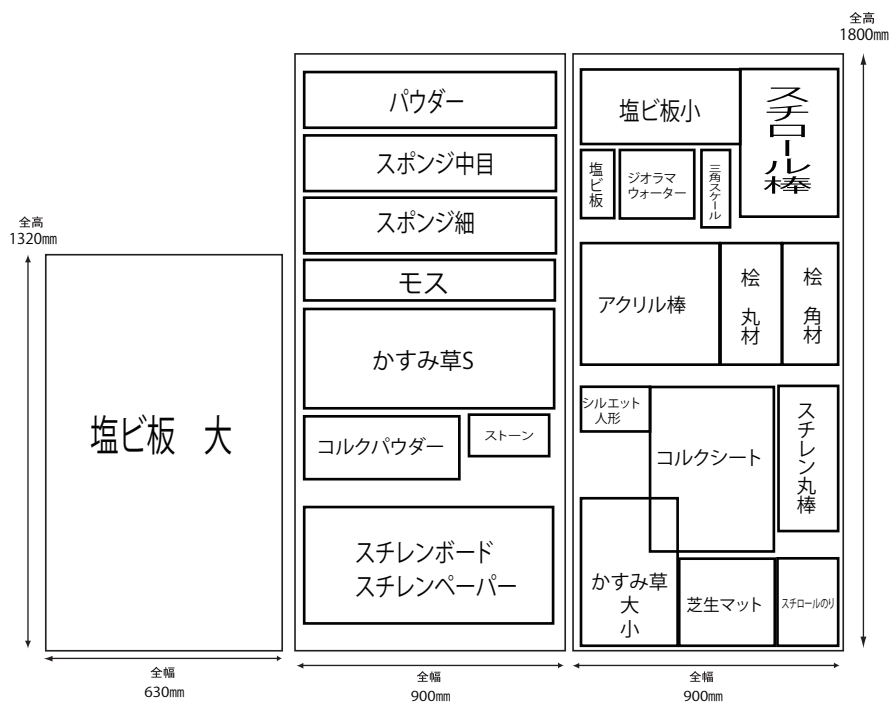 全高
1320㎜
塩ビ板　大
全幅
630㎜
パウダー
スポンジ中目
スポンジ細
モス
かすみ草S
コルクパウダー
ストーン
スチレンボード
スチレンペーパー
全幅
900㎜
全高
1800㎜
塩ビ板小
スチロール棒
塩ビ板
ジオラマ
ウォーター
三角スケール
アクリル棒
桧　丸材
桧　角材
シルエット
人形
コルクシート
スチレン丸棒
かすみ草
大
小
芝生マット
スチロールのり
全幅
900㎜